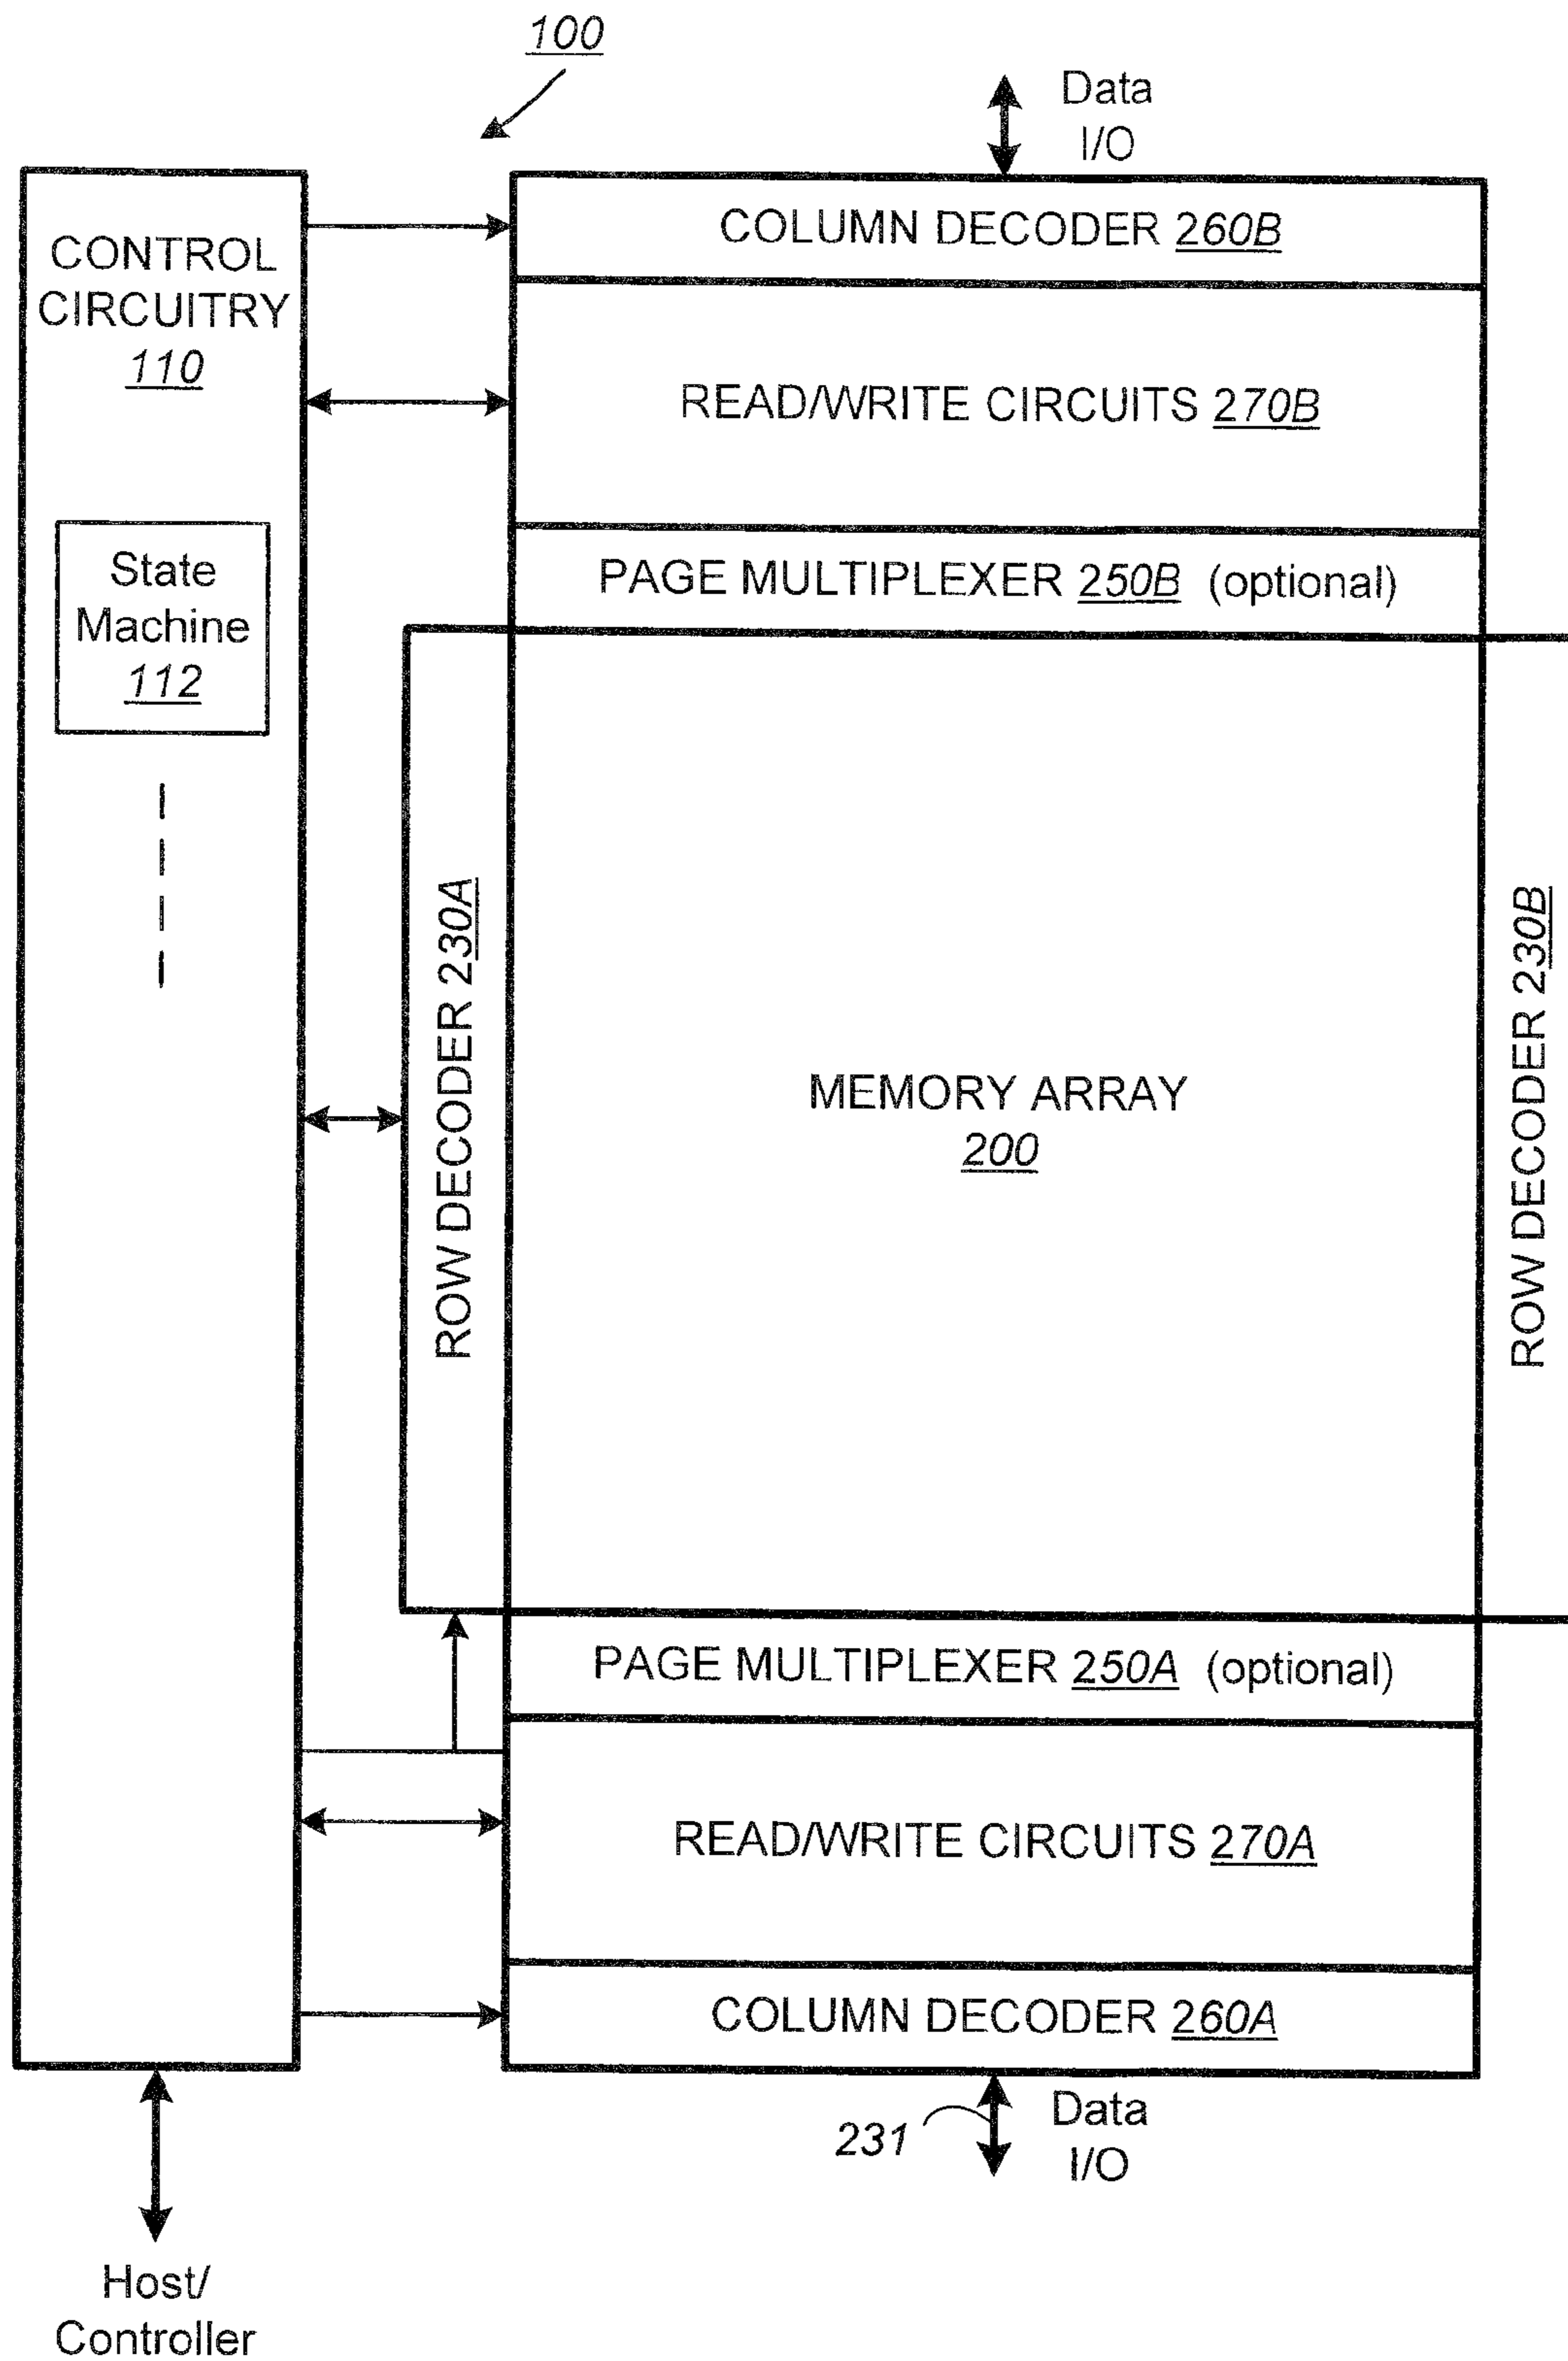 100
Data
I/O
COLUMN DECODER 260B
CONTROL
CIRCUITRY
110
READ/WRITE CIRCUITS 270B
State
Machine
112
PAGE MULTIPLEXER 250B (optional)
ROW DECODER 230A
MEMORY ARRAY
200
ROW DECODER 230B
PAGE MULTIPLEXER 250A (optional)
READ/WRITE CIRCUITS 270A
COLUMN DECODER 260A
231
Data
I/O
Host/
Controller